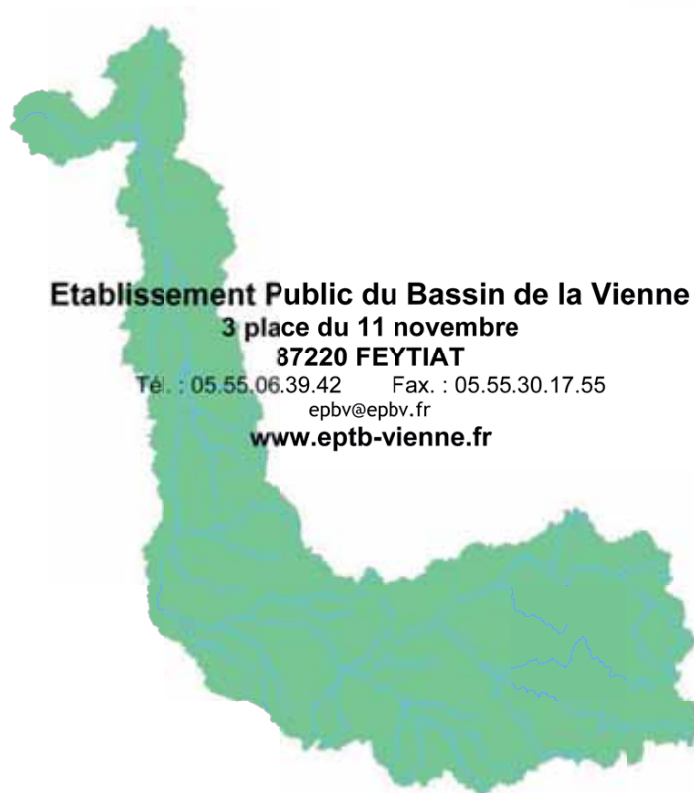 Etablissement Public du Bassin de la Vienne
3 place du 11 novembre
87220 FEYTIAT
Tél. : 05.55.06.39.42 Fax. : 05.55.30.17.55
epbv@epbv.fr
www.eptb-vienne.fr